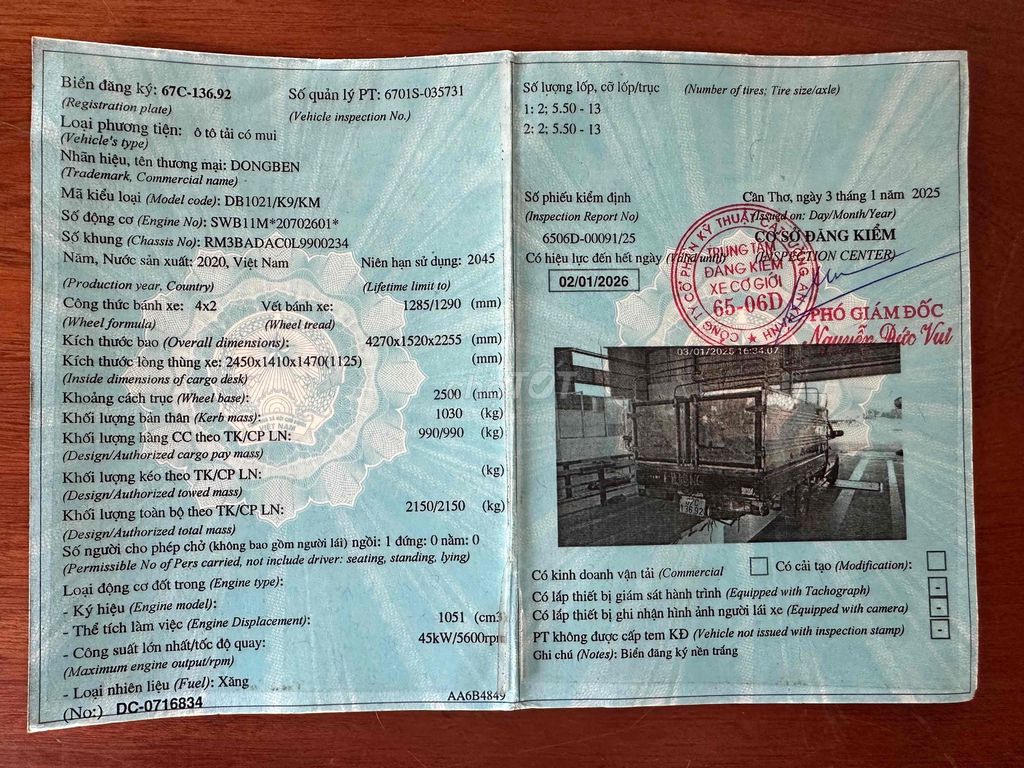 Biển đăng ký: 67C-136.92
Số quản lý PT: 6701S-035731
(Registration plate)
(Vehicle inspection No.)
Loại phương tiện: ô tô tải có mui
(Vehicle's type)
Nhãn hiệu, tên thương mại: DONGBEN
(Trademark, Commercial name)
Mã kiểu loại (Model code): DB1021/K9/KM
Số động cơ (Engine No): SWB11M*20702601*
Số khung (Chassis No): RM3BADAC0L9900234
Năm, Nước sản xuất: 2020, Việt Nam
Niên hạn sử dụng: 2045
(Production year, Country)
(Lifetime limit to)
Công thức bánh xe: 4x2
Vết bánh xe: 1285/1290 (mm)
(Wheel formula)
(Wheel tread)
Kích thước bao (Overall dimensions): 4270x1520x2255 (mm)
Kích thước lòng thùng xe: 2450x1410x1470(1125) (mm)
(Inside dimensions of cargo desk)
Khoảng cách trục (Wheel base): 2500 (mm)
Khối lượng bản thân (Kerb mass): 1030 (kg)
Khối lượng hàng CC theo TK/CP LN: 990/990 (kg)
(Design/Authorized cargo pay mass)
Khối lượng kéo theo TK/CP LN: (kg)
(Design/Authorized towed mass)
Khối lượng toàn bộ theo TK/CP LN: 2150/2150 (kg)
(Design/Authorized total mass)
Số người cho phép chở (không bao gồm người lái) ngồi: 1 đứng: 0 nằm: 0
(Permissible No of Pers carried, not include driver: seating, standing, lying)
Loại động cơ đốt trong (Engine type):
- Ký hiệu (Engine model):
- Thể tích làm việc (Engine Displacement): 1051 (cm3
- Công suất lớn nhất/tốc độ quay: 45kW/5600rpm
(Maximum engine output/rpm)
- Loại nhiên liệu (Fuel): Xăng
(No:) DC-0716834
AA6B4849
Số lượng lốp, cỡ lốp/trục (Number of tires; Tire size/axle)
1: 2; 5.50 - 13
2: 2; 5.50 - 13
Số phiếu kiểm định
Cần Thơ, ngày 3 tháng 1 năm 2025
(Inspection Report No)
(Issued on: Day/Month/Year)
6506D-00091/25
CƠ SỞ ĐĂNG KIỂM
Có hiệu lực đến hết ngày (Valid until)
(INSPECTION CENTER)
02/01/2026
TRUNG TÂM
ĐĂNG KIỂM
XE CƠ GIỚI
65-06D
PHÓ GIÁM ĐỐC
Nguyễn Đức Vui
03/01/2025 16:34:07
136.92
Có kinh doanh vận tải (Commercial
Có cải tạo (Modification):
Có lắp thiết bị giám sát hành trình (Equipped with Tachograph) -
Có lắp thiết bị ghi nhận hình ảnh người lái xe (Equipped with camera) -
PT không được cấp tem KĐ (Vehicle not issued with inspection stamp) -
Ghi chú (Notes): Biển đăng ký nền trắng